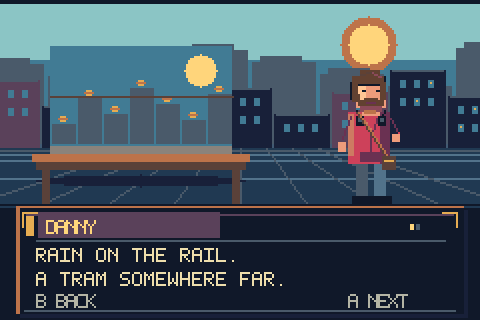 DANNY
RAIN ON THE RAIL.
A TRAM SOMEWHERE FAR.
B BACK
A NEXT